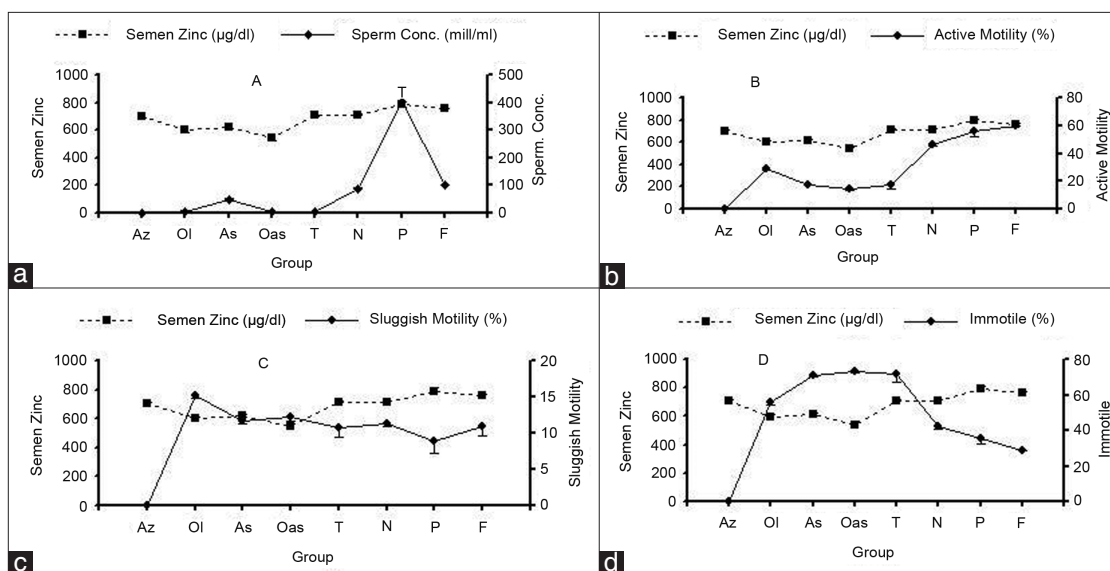 Semen Zinc (µg/dl) Sperm Conc. (mill/ml)
A
1000 500
800 400
600 300
400 200
200 100
0 0
Semen Zinc
Sperm. Conc.
Az Ol As Oas T N P F
Group
a
Semen Zinc (µg/dl) Active Motility (%)
B
1000 80
800 60
600 40
400 20
200 0
0
Semen Zinc
Active Motility
Az Ol As Oas T N P F
Group
b
Semen Zinc (µg/dl) Sluggish Motility (%)
C
1000 20
800 15
600 10
400 5
200 0
0
Semen Zinc
Sluggish Motility
Az Ol As Oas T N P F
Group
c
Semen Zinc (µg/dl) Immotile (%)
D
1000 80
800 60
600 40
400 20
200 0
0
Semen Zinc
Immotile
Az Ol As Oas T N P F
Group
d